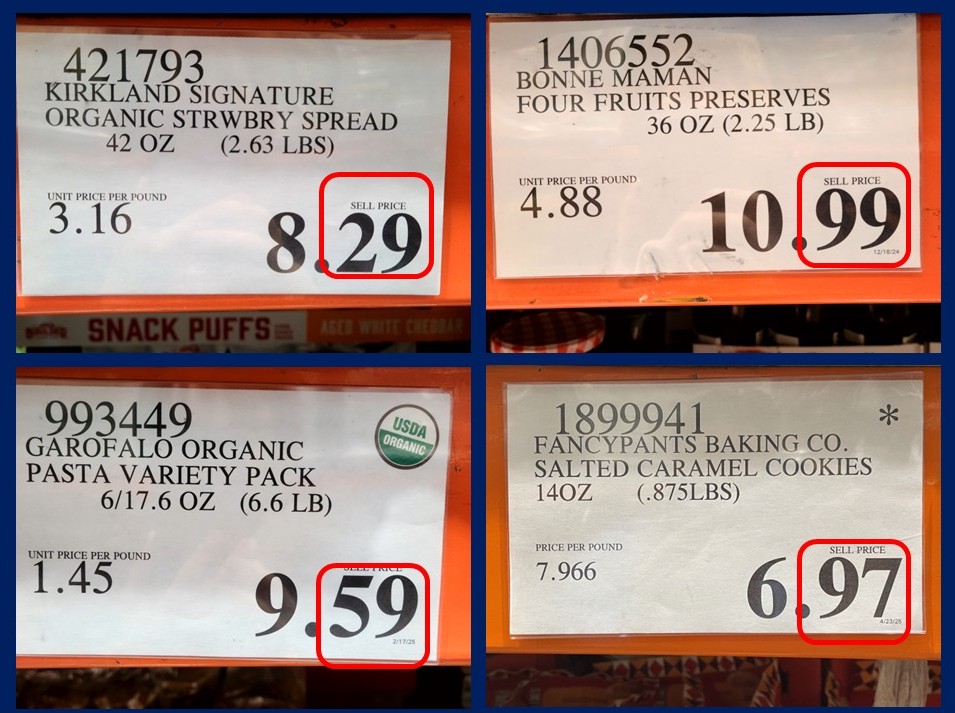 421793
KIRKLAND SIGNATURE
ORGANIC STRWBRY SPREAD
42 OZ (2.63 LBS)
UNIT PRICE PER POUND
3.16
SELL PRICE
8.29
SNACK PUFFS
AGED WHITE CHEDDAR
1406552
BONNE MAMAN
FOUR FRUITS PRESERVES
36 OZ (2.25 LB)
UNIT PRICE PER POUND
4.88
SELL PRICE
10.99
12/18/24
993449
GAROFALO ORGANIC
PASTA VARIETY PACK
6/17.6 OZ (6.6 LB)
USDA
ORGANIC
UNIT PRICE PER POUND
1.45
SELL PRICE
9.59
2/17/25
1899941 *
FANCYPANTS BAKING CO.
SALTED CARAMEL COOKIES
14OZ (.875LBS)
PRICE PER POUND
7.966
SELL PRICE
6.97
4/23/25